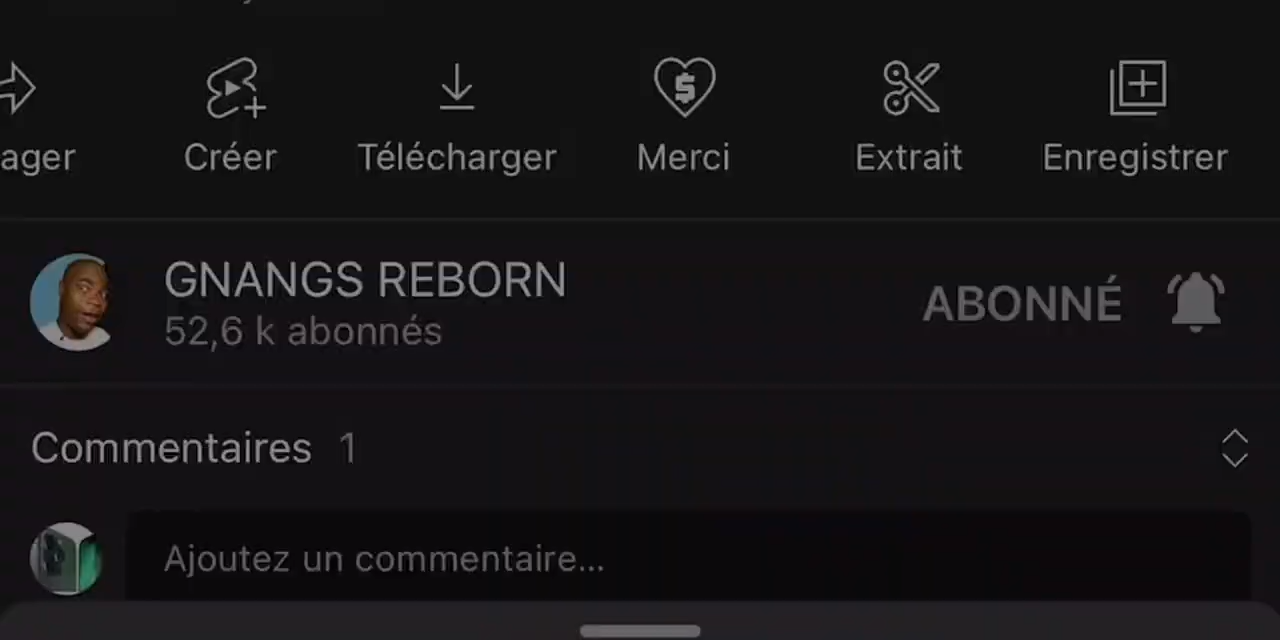 ager Créer Télécharger Merci Extrait Enregistrer
GNANGS REBORN
52,6 k abonnés
ABONNÉ
Commentaires 1
Ajoutez un commentaire...